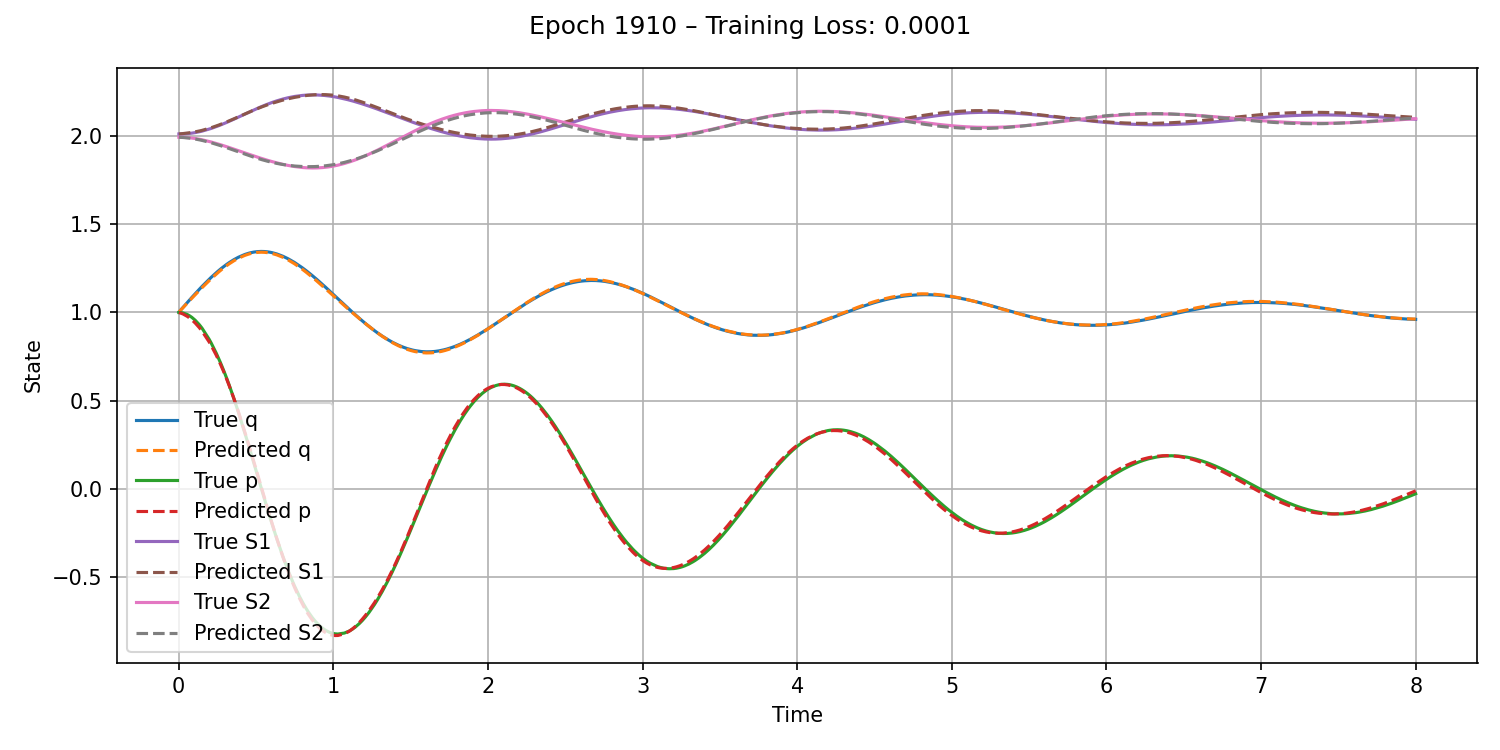 Epoch 1910 – Training Loss: 0.0001
State
2.0
1.5
1.0
0.5
0.0
−0.5
True q
Predicted q
True p
Predicted p
True S1
Predicted S1
True S2
Predicted S2
0 1 2 3 4 5 6 7 8
Time